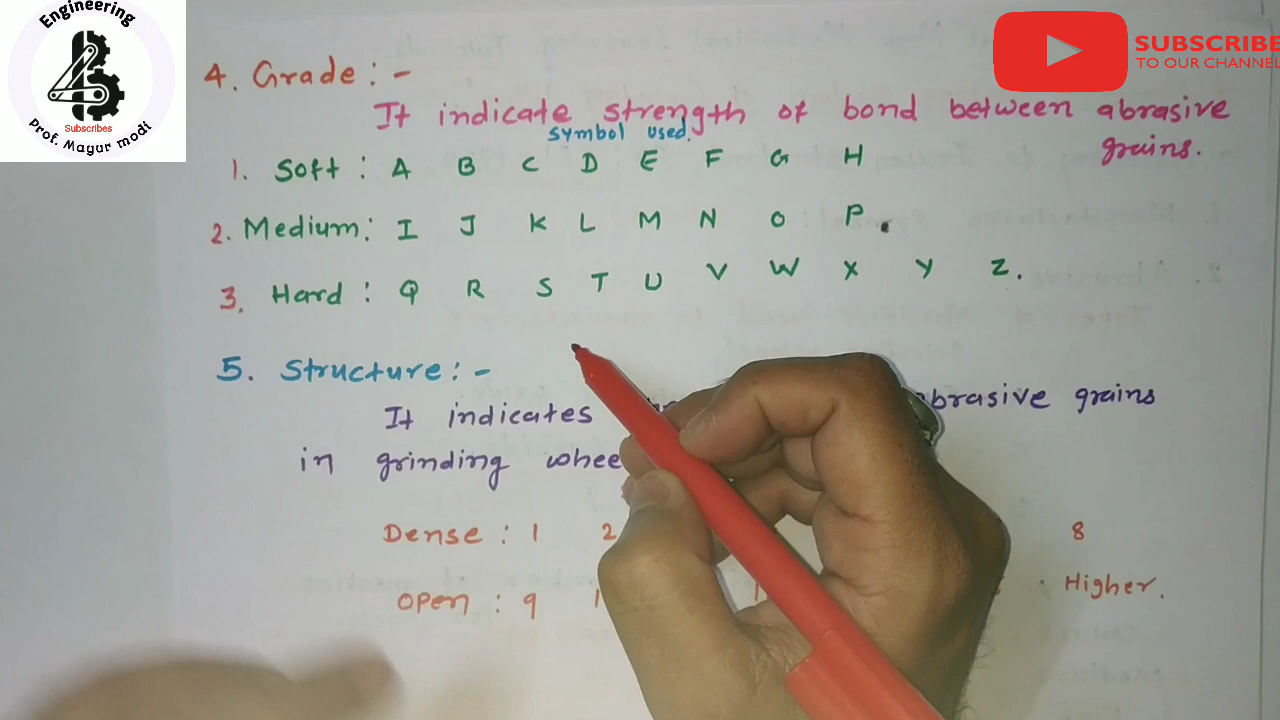 Engineering
Subscribes
Prof. Mayur modi
SUBSCRIBE
TO OUR CHANNEL
4. Grade : -
It indicate strength of bond between abrasive
grains.
symbol used.
1. Soft : A B C D E F G H
2. Medium : I J K L M N O P .
3. Hard : Q R S T U V W X Y Z .
5. Structure : -
It indicates abrasive grains
in grinding
Dense : 1 2 8
Open : 9 Higher.